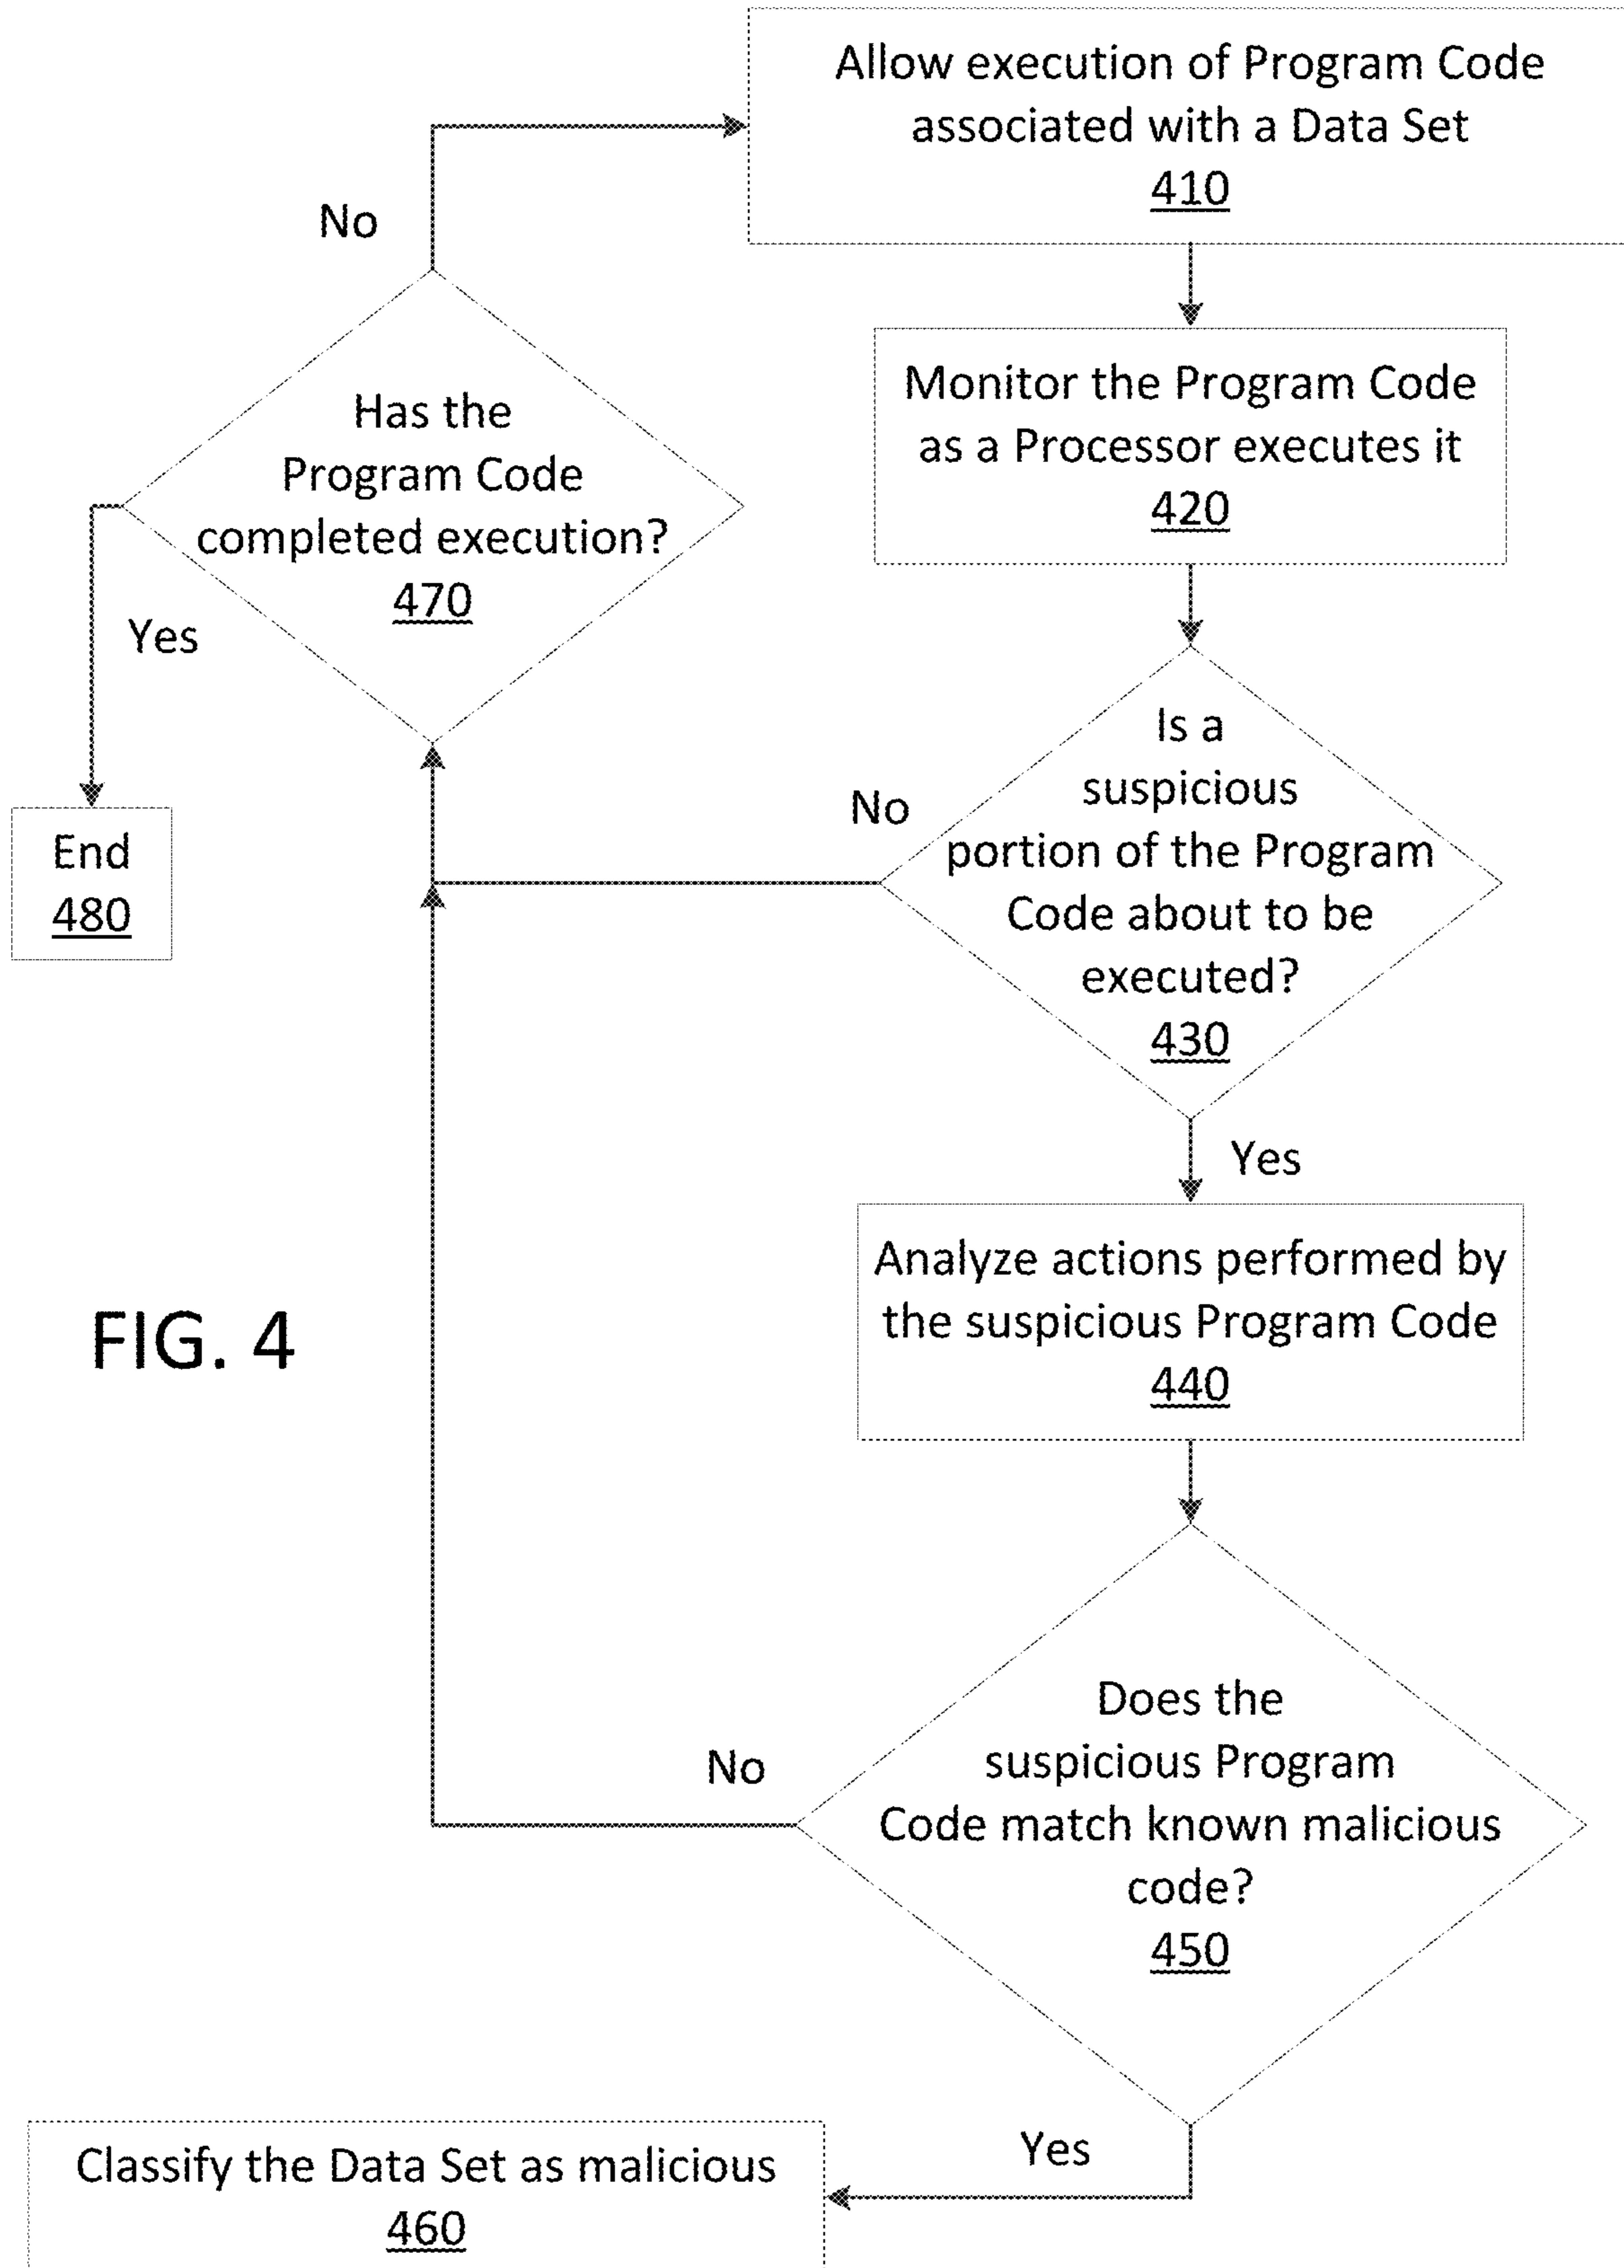 Allow execution of Program Code
associated with a Data Set
410
No
Monitor the Program Code
as a Processor executes it
420
Has the
Program Code
completed execution?
470
Yes
Is a
suspicious
portion of the Program
Code about to be
executed?
430
No
End
480
Yes
Analyze actions performed by
the suspicious Program Code
440
FIG. 4
Does the
suspicious Program
Code match known malicious
code?
450
No
Yes
Classify the Data Set as malicious
460